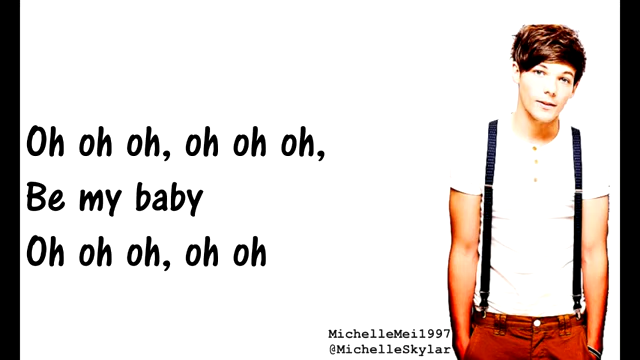 Oh oh oh, oh oh oh,
Be my baby
Oh oh oh, oh oh
MichelleMei1997
@MichelleSkylar